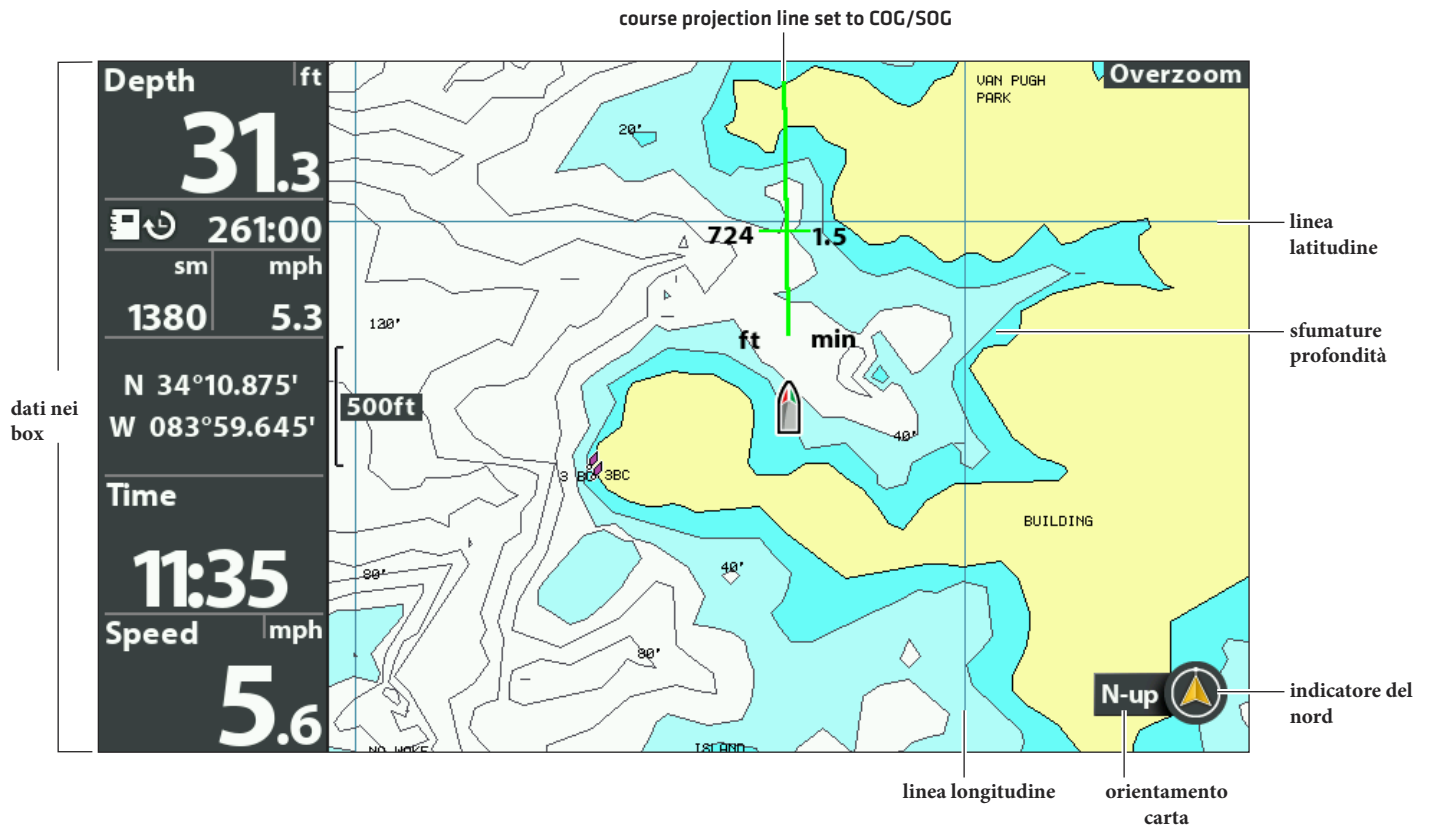 course projection line set to COG/SOG
dati nei
box
Depth ft
31.3
261:00
sm mph
1380 5.3
N 34°10.875'
W 083°59.645'
Time
11:35
Speed mph
5.6
Overzoom
VAN PUGH
PARK
20'
724 1.5
120'
ft min
500ft
40'
3 BC 3BC
BUILDING
80'
40'
80'
NO WAKE
ISLAND
N-up
linea
latitudine
sfumature
profondità
indicatore del
nord
linea longitudine
orientamento
carta